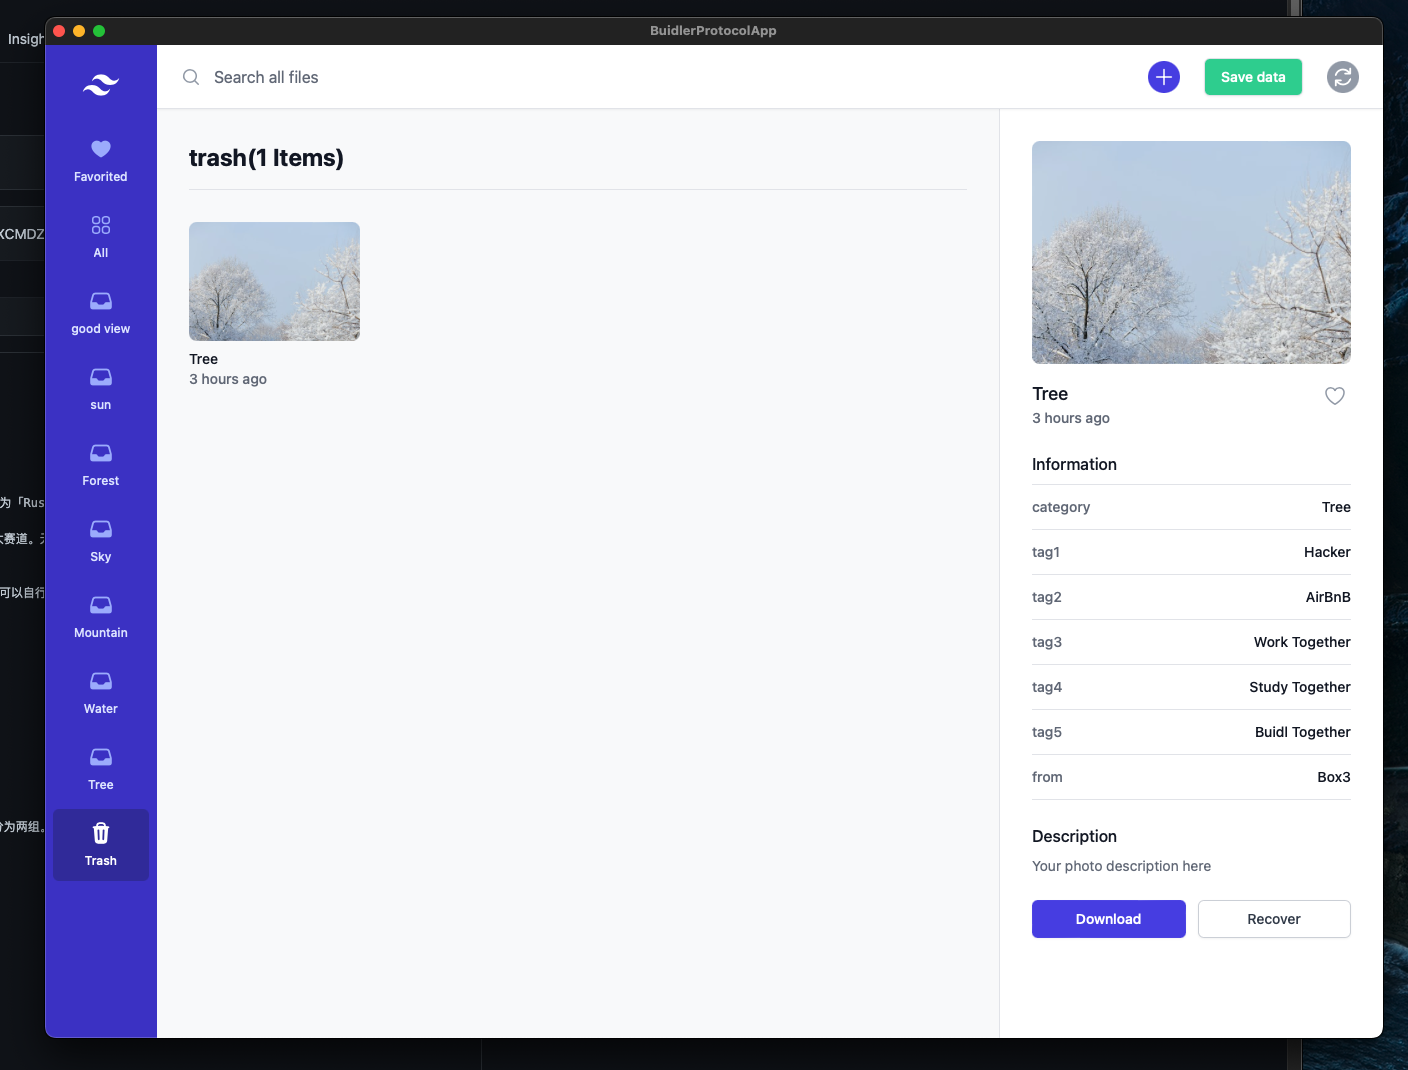 BuidlerProtocolApp
Insigh
Search all files
Save data
Favorited
All
good view
sun
Forest
Sky
Mountain
Water
Tree
Trash
trash(1 Items)
Tree
3 hours ago
Tree
3 hours ago
Information
category Tree
tag1 Hacker
tag2 AirBnB
tag3 Work Together
tag4 Study Together
tag5 Buidl Together
from Box3
Description
Your photo description here
Download Recover
KCMDZ
为「Rus
赛道。
可以自行
分为两组。